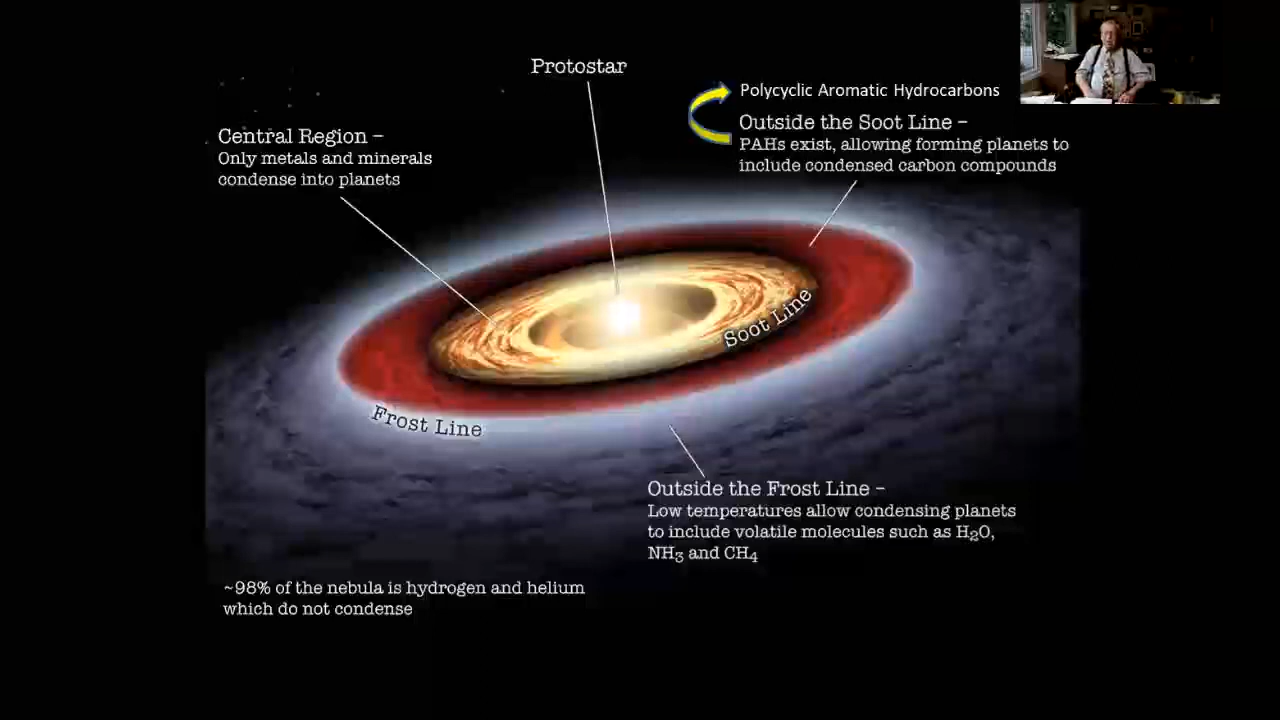 Protostar
Polycyclic Aromatic Hydrocarbons
Outside the Soot Line –
PAHs exist, allowing forming planets to
include condensed carbon compounds
Central Region –
Only metals and minerals
condense into planets
Soot Line
Frost Line
Outside the Frost Line –
Low temperatures allow condensing planets
to include volatile molecules such as H₂O,
NH₃ and CH₄
~98% of the nebula is hydrogen and helium
which do not condense